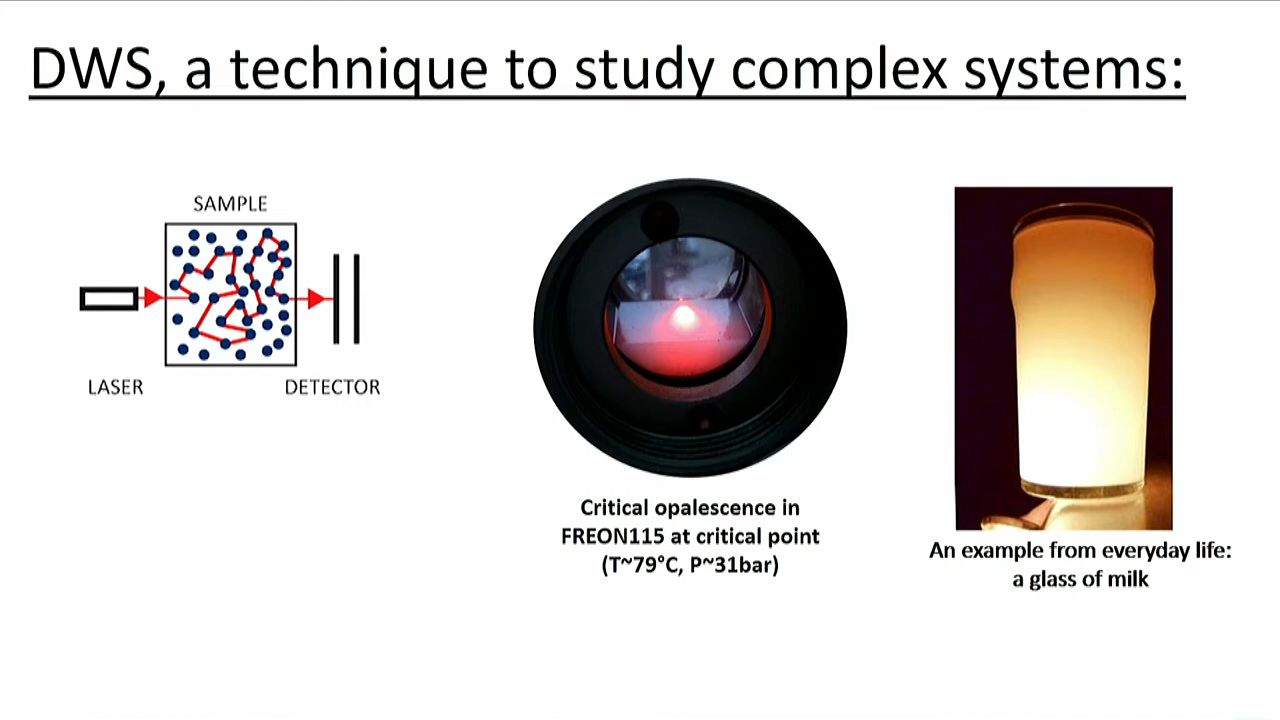 DWS, a technique to study complex systems:
SAMPLE
LASER
DETECTOR
Critical opalescence in
FREON115 at critical point
(T~79°C, P~31bar)
An example from everyday life:
a glass of milk